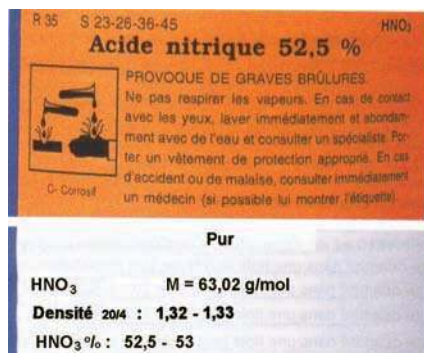 R 35 S 23-26-36-45 HNO₃
Acide nitrique 52,5 %
PROVOQUE DE GRAVES BRÛLURES.
Ne pas respirer les vapeurs. En cas de contact
avec les yeux, laver immédiatement et abondam-
ment avec de l'eau et consulter un spécialiste. Por-
ter un vêtement de protection approprié. En cas
d'accident ou de malaise, consulter immédiatement
un médecin (si possible lui montrer l'étiquette).
C- Corrosif
Pur
HNO₃ M = 63,02 g/mol
Densité 20/4 : 1,32 - 1,33
HNO₃ % : 52,5 - 53